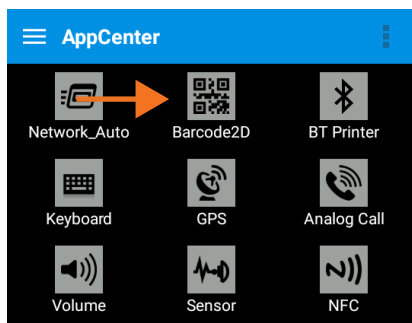 AppCenter
Network_Auto Barcode2D BT Printer
Keyboard GPS Analog Call
Volume Sensor NFC